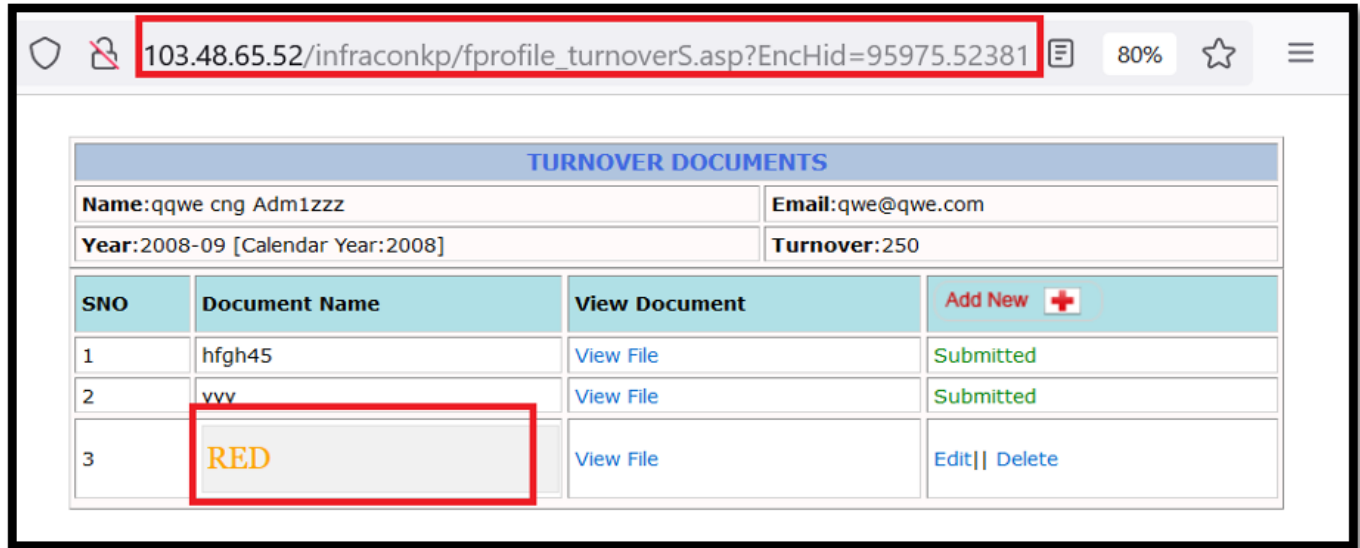 103.48.65.52/infraconkp/fprofile_turnoverS.asp?EncHid=95975.52381 80%
TURNOVER DOCUMENTS
Name:qqwe cng Adm1zzz Email:qwe@qwe.com
Year:2008-09 [Calendar Year:2008] Turnover:250
SNO Document Name View Document Add New
1 hfgh45 View File Submitted
2 View File Submitted
3 RED View File Edit|| Delete